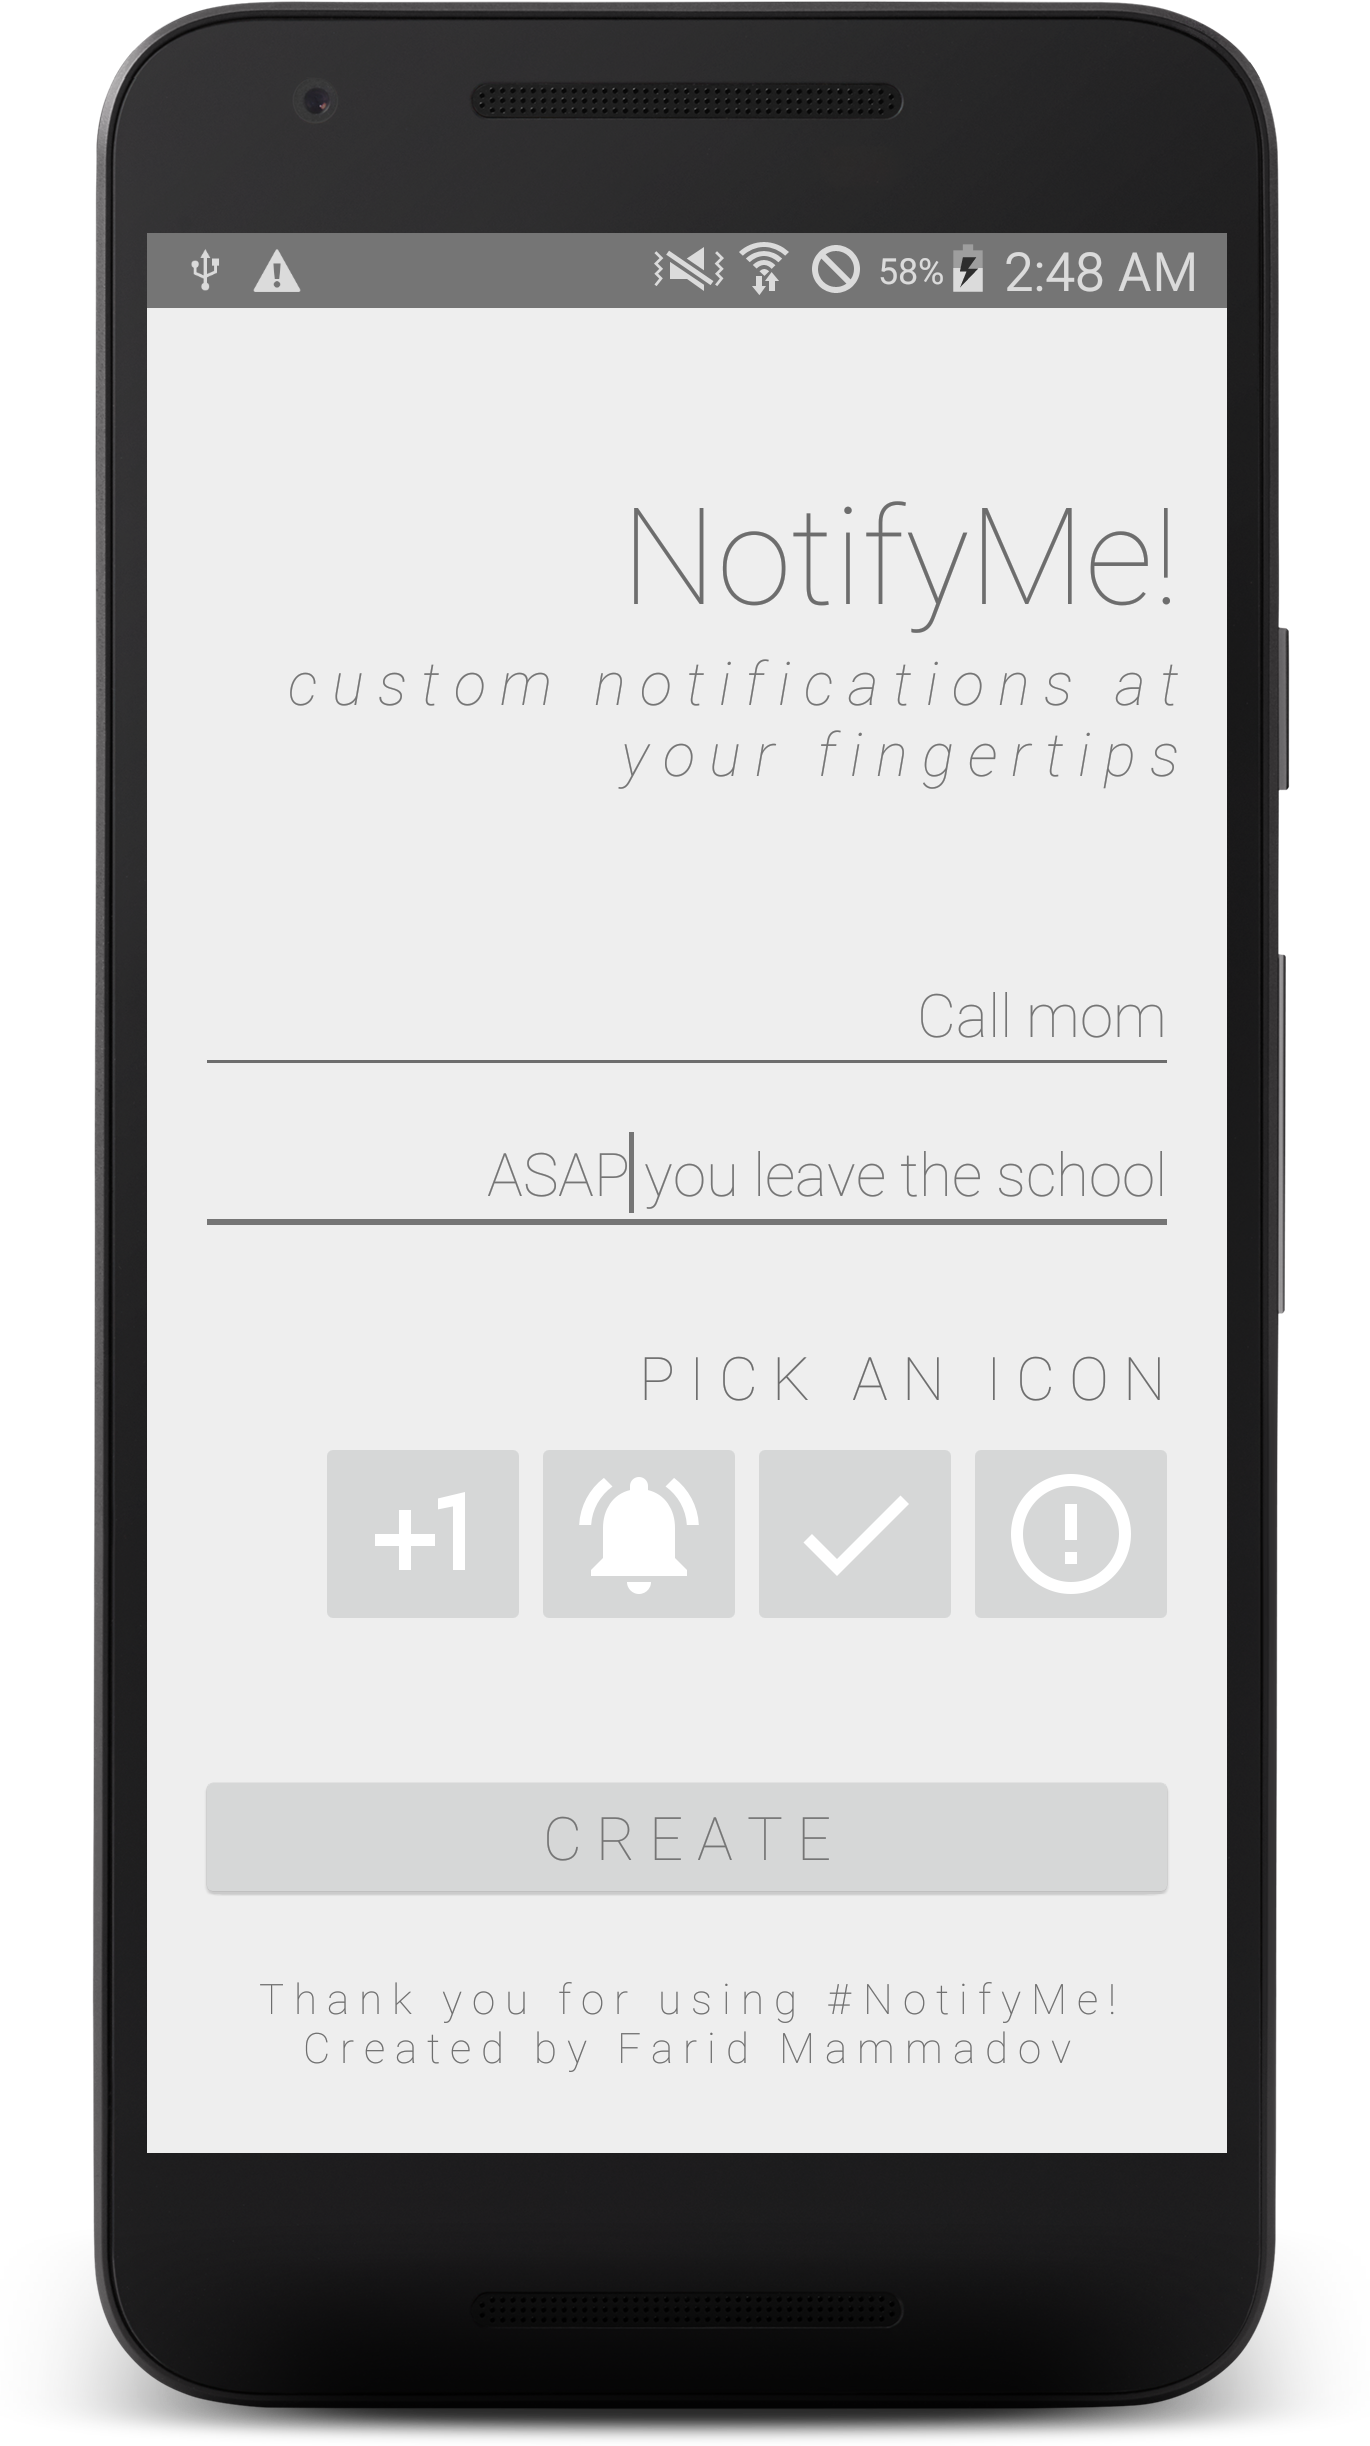 58% 2:48 AM
NotifyMe!
custom notifications at
your fingertips
Call mom
ASAP you leave the school
PICK AN ICON
+1
CREATE
Thank you for using #NotifyMe!
Created by Farid Mammadov